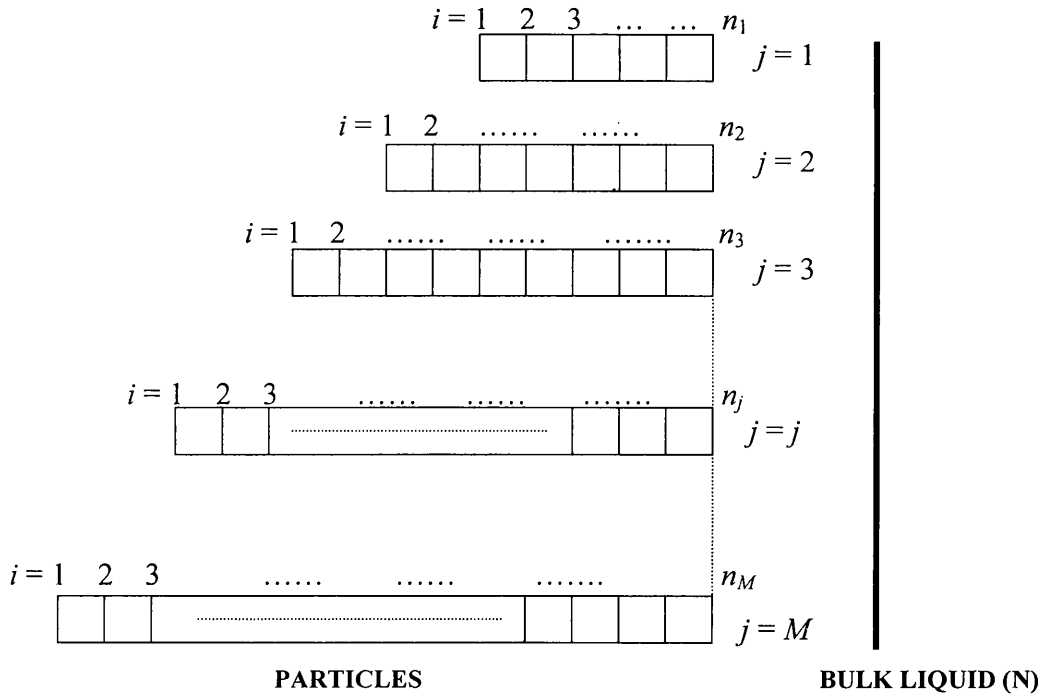 i = 1 2 3 ... ... n₁
j = 1
i = 1 2 ...... ...... n₂
j = 2
i = 1 2 ...... ...... ....... n₃
j = 3
i = 1 2 3 ...... ...... ....... nⱼ
j = j
i = 1 2 3 ...... ...... ....... n_M
j = M
PARTICLES BULK LIQUID (N)